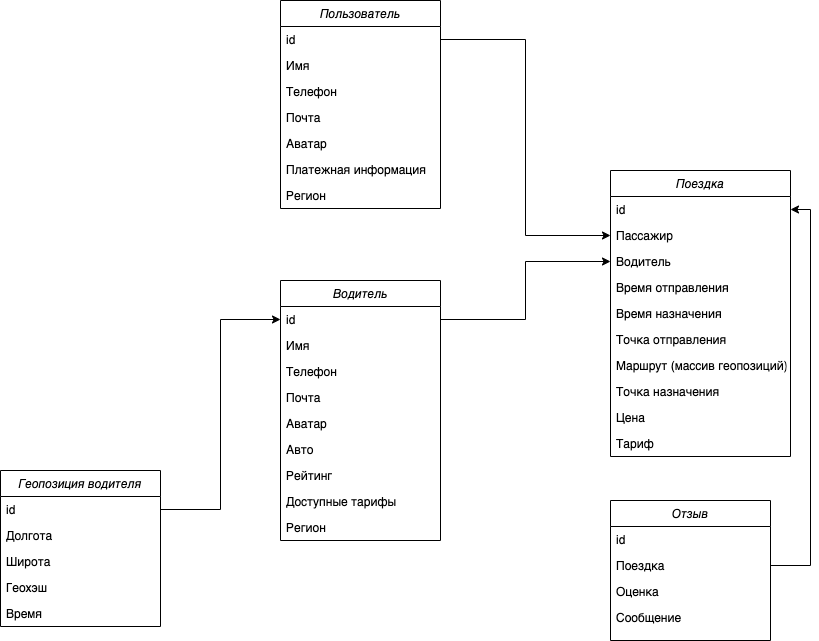 Пользователь
id
Имя
Телефон
Почта
Аватар
Платежная информация
Регион
Поездка
id
Пассажир
Водитель
Время отправления
Время назначения
Точка отправления
Маршрут (массив геопозиций)
Точка назначения
Цена
Тариф
Водитель
id
Имя
Телефон
Почта
Аватар
Авто
Рейтинг
Доступные тарифы
Регион
Геопозиция водителя
id
Долгота
Широта
Геохэш
Время
Отзыв
id
Поездка
Оценка
Сообщение